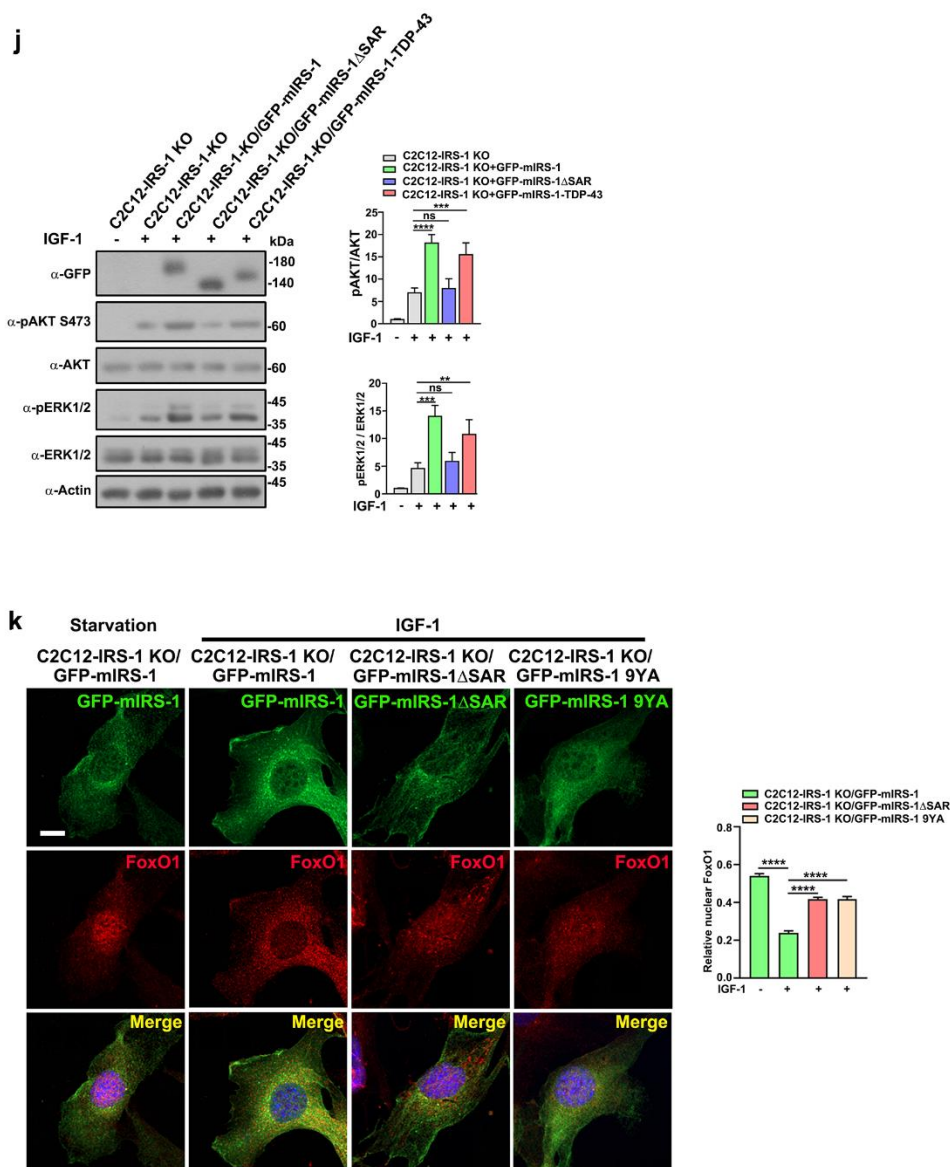 j
C2C12-IRS-1 KO
C2C12-IRS-1-KO
C2C12-IRS-1-KO/GFP-mIRS-1
C2C12-IRS-1-KO/GFP-mIRS-1ΔSAR
C2C12-IRS-1-KO/GFP-mIRS-1-TDP-43
IGF-1 - + + + + kDa
α-GFP
-180
-140
α-pAKT S473
-60
α-AKT
-60
α-pERK1/2
-45
-35
α-ERK1/2
-45
-35
α-Actin
-45
C2C12-IRS-1 KO
C2C12-IRS-1 KO+GFP-mIRS-1
C2C12-IRS-1 KO+GFP-mIRS-1ΔSAR
C2C12-IRS-1 KO+GFP-mIRS-1-TDP-43
pAKT/AKT
25
20
15
10
5
0
***
ns
****
IGF-1 - + + + +
pERK1/2 / ERK1/2
20
15
10
5
0
**
ns
***
IGF-1 - + + + +
k
Starvation
IGF-1
C2C12-IRS-1 KO/
GFP-mIRS-1
C2C12-IRS-1 KO/
GFP-mIRS-1
C2C12-IRS-1 KO/
GFP-mIRS-1ΔSAR
C2C12-IRS-1 KO/
GFP-mIRS-1 9YA
GFP-mIRS-1
GFP-mIRS-1
GFP-mIRS-1ΔSAR
GFP-mIRS-1 9YA
FoxO1
FoxO1
FoxO1
FoxO1
Merge
Merge
Merge
Merge
C2C12-IRS-1 KO/GFP-mIRS-1
C2C12-IRS-1 KO/GFP-mIRS-1ΔSAR
C2C12-IRS-1 KO/GFP-mIRS-1 9YA
Relative nuclear FoxO1
0.8
0.6
0.4
0.2
0.0
****
****
****
IGF-1 - + + +